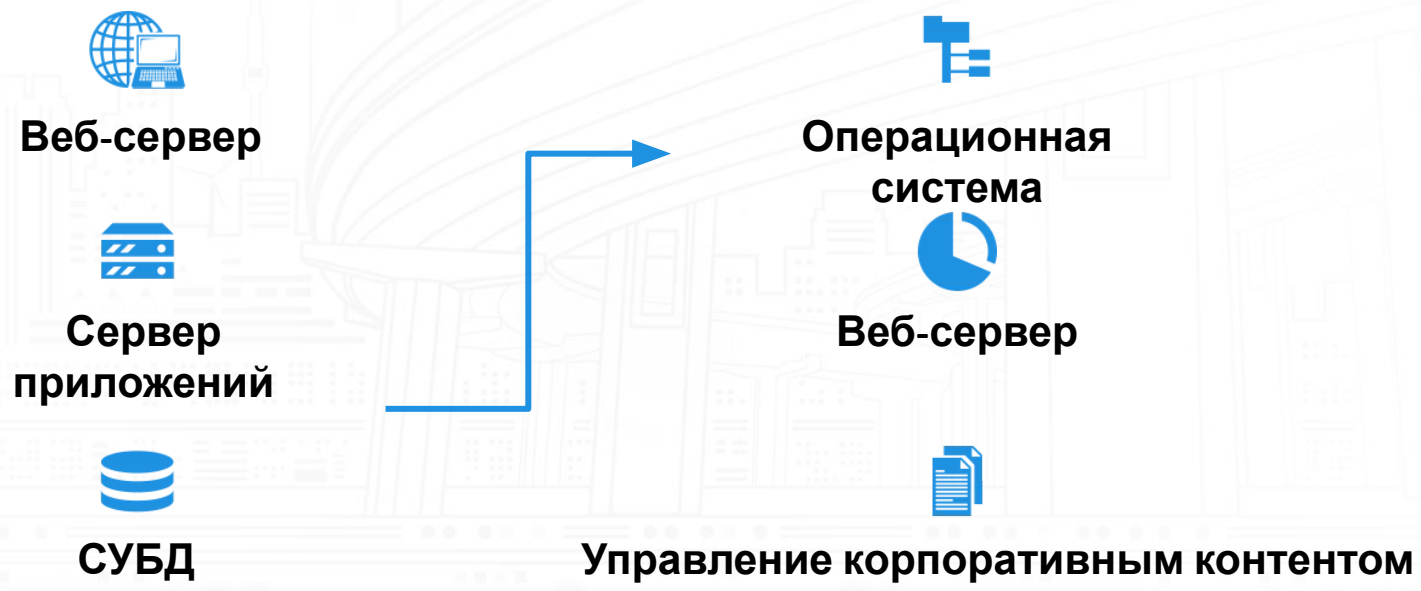 Веб-сервер
Сервер
приложений
СУБД
Операционная
система
Веб-сервер
Управление корпоративным контентом